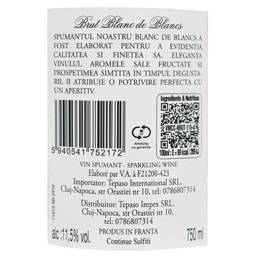 Brut Blanc de Blancs
SPUMANTUL NOASTRU BLANC DE BLANCS A
FOST ELABORAT PENTRU A EVIDENTIA
CALITATEA SI FINETEA SA. ELEGANTA
VINULUI, AROMELE SALE FRUCTATE SI
PROSPETIMEA SIMTITA IN TIMPUL DEGUSTA-
RII, II ATRIBUIE O POTRIVIRE PERFECTA CU
UN APERITIV.
Ingredients & Nutrition
Ambalaj
cu garantie
5 940541 752172
VIN SPUMANT - SPARKLING WINE
Elaboré par V.A F21200-423
Importator: Tepaso International SRL,
Cluj-Napoca, str Orastiei nr 10,
tel. 0786807314
Distribuitor: Tepaso Impex SRL,
Cluj-Napoca, str Orastiei nr 10,
tel. 0786807314
PRODUS IN FRANTA
alc :11,5% vol.
750 ml
Contine Sulfiti